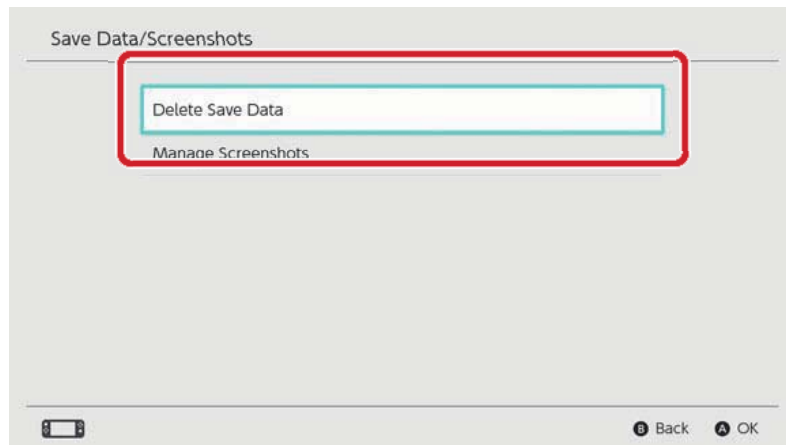 Save Data/Screenshots
Delete Save Data
Manage Screenshots
B Back A OK